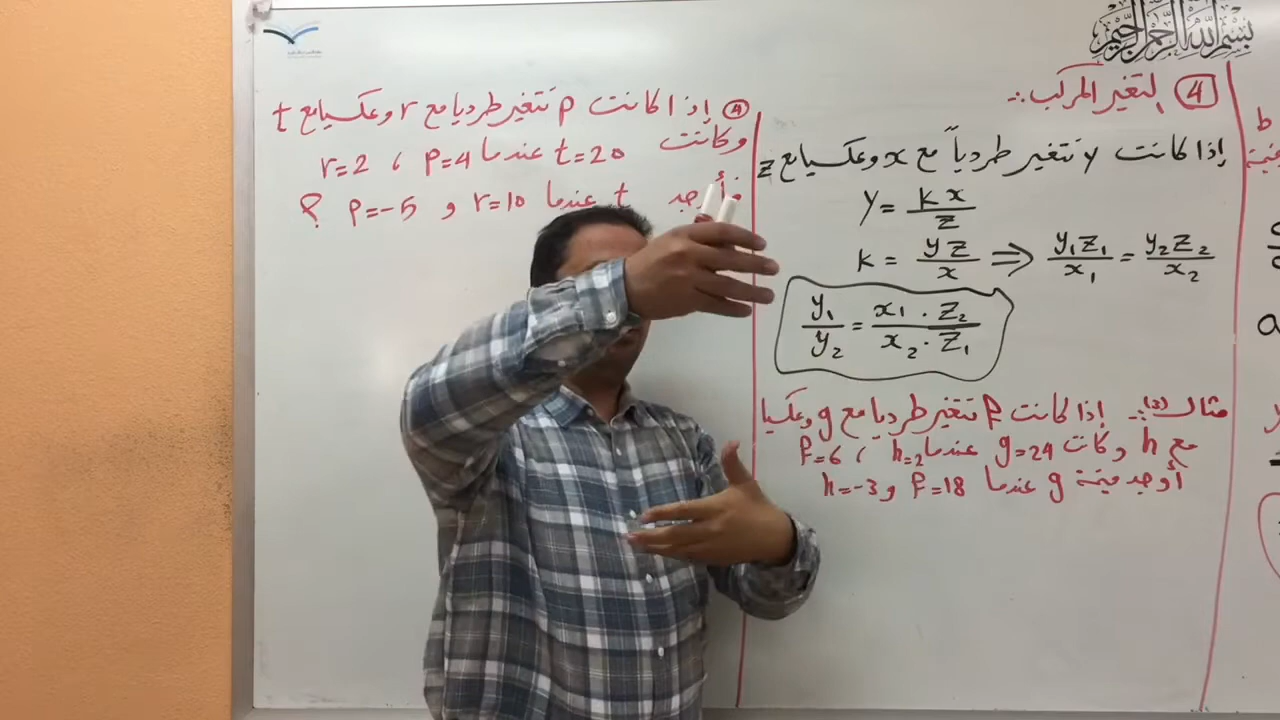 بسم الله الرحمن الرحيم
④ التغير المركب :.
إذا كانت y تتغير طردياً مع x وعكسيا مع z
y = kx / z
k = yz / x ⇒ y₁z₁ / x₁ = y₂z₂ / x₂
y₁ / y₂ = x₁ . z₂ / x₂ . z₁
مثال (3) :. إذا كانت f تتغير طرديا مع g وعكسيا
مع h وكانت g=24 عندما h=2 ، f=6
أوجد قيمة g عندما f=18 و h=-3
④ إذا كانت p تتغير طرديا مع r وعكسيا مع t
وكانت t=20 عندما p=4 ، r=2
t عندما r=10 و p=-5 ؟